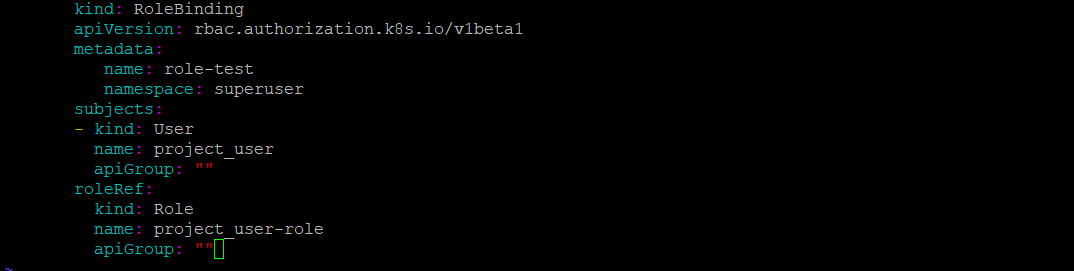 kind: RoleBinding
apiVersion: rbac.authorization.k8s.io/v1beta1
metadata:
name: role-test
namespace: superuser
subjects:
- kind: User
name: project_user
apiGroup: ""
roleRef:
kind: Role
name: project_user-role
apiGroup: ""
~